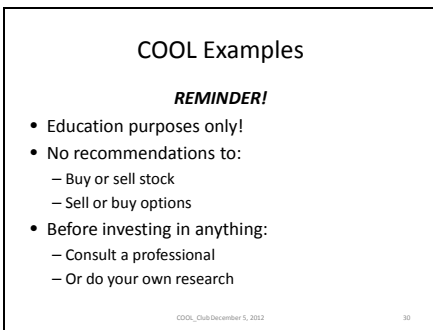 COOL Examples
REMINDER!
• Education purposes only!
• No recommendations to:
– Buy or sell stock
– Sell or buy options
• Before investing in anything:
– Consult a professional
– Or do your own research
COOL_Club December 5, 2012 30